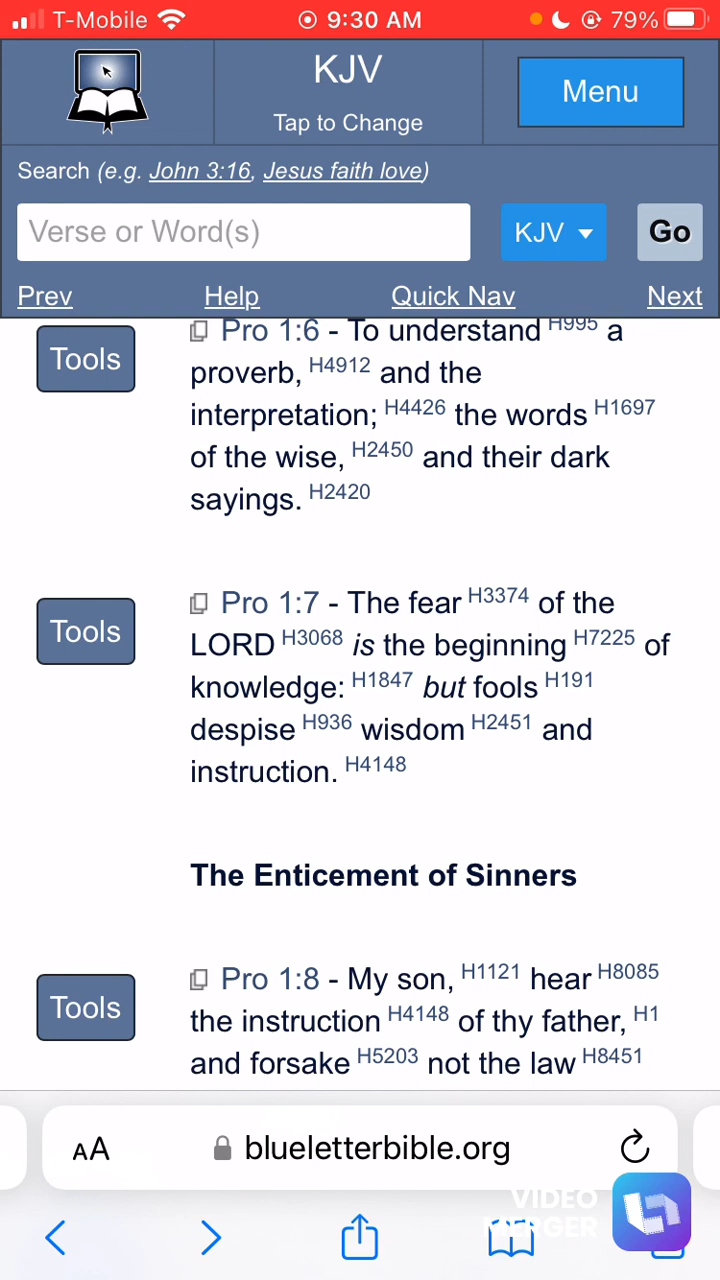 T-Mobile 9:30 AM 79%
KJV
Menu
Tap to Change
Search (e.g. John 3:16, Jesus faith love)
Verse or Word(s) KJV Go
Prev Help Quick Nav Next
Tools
Pro 1:6 - To understand H995 a
proverb, H4912 and the
interpretation; H4426 the words H1697
of the wise, H2450 and their dark
sayings. H2420
Tools
Pro 1:7 - The fear H3374 of the
LORD H3068 is the beginning H7225 of
knowledge: H1847 but fools H191
despise H936 wisdom H2451 and
instruction. H4148
The Enticement of Sinners
Tools
Pro 1:8 - My son, H1121 hear H8085
the instruction H4148 of thy father, H1
and forsake H5203 not the law H8451
AA blueletterbible.org
VIDEO
MERGER